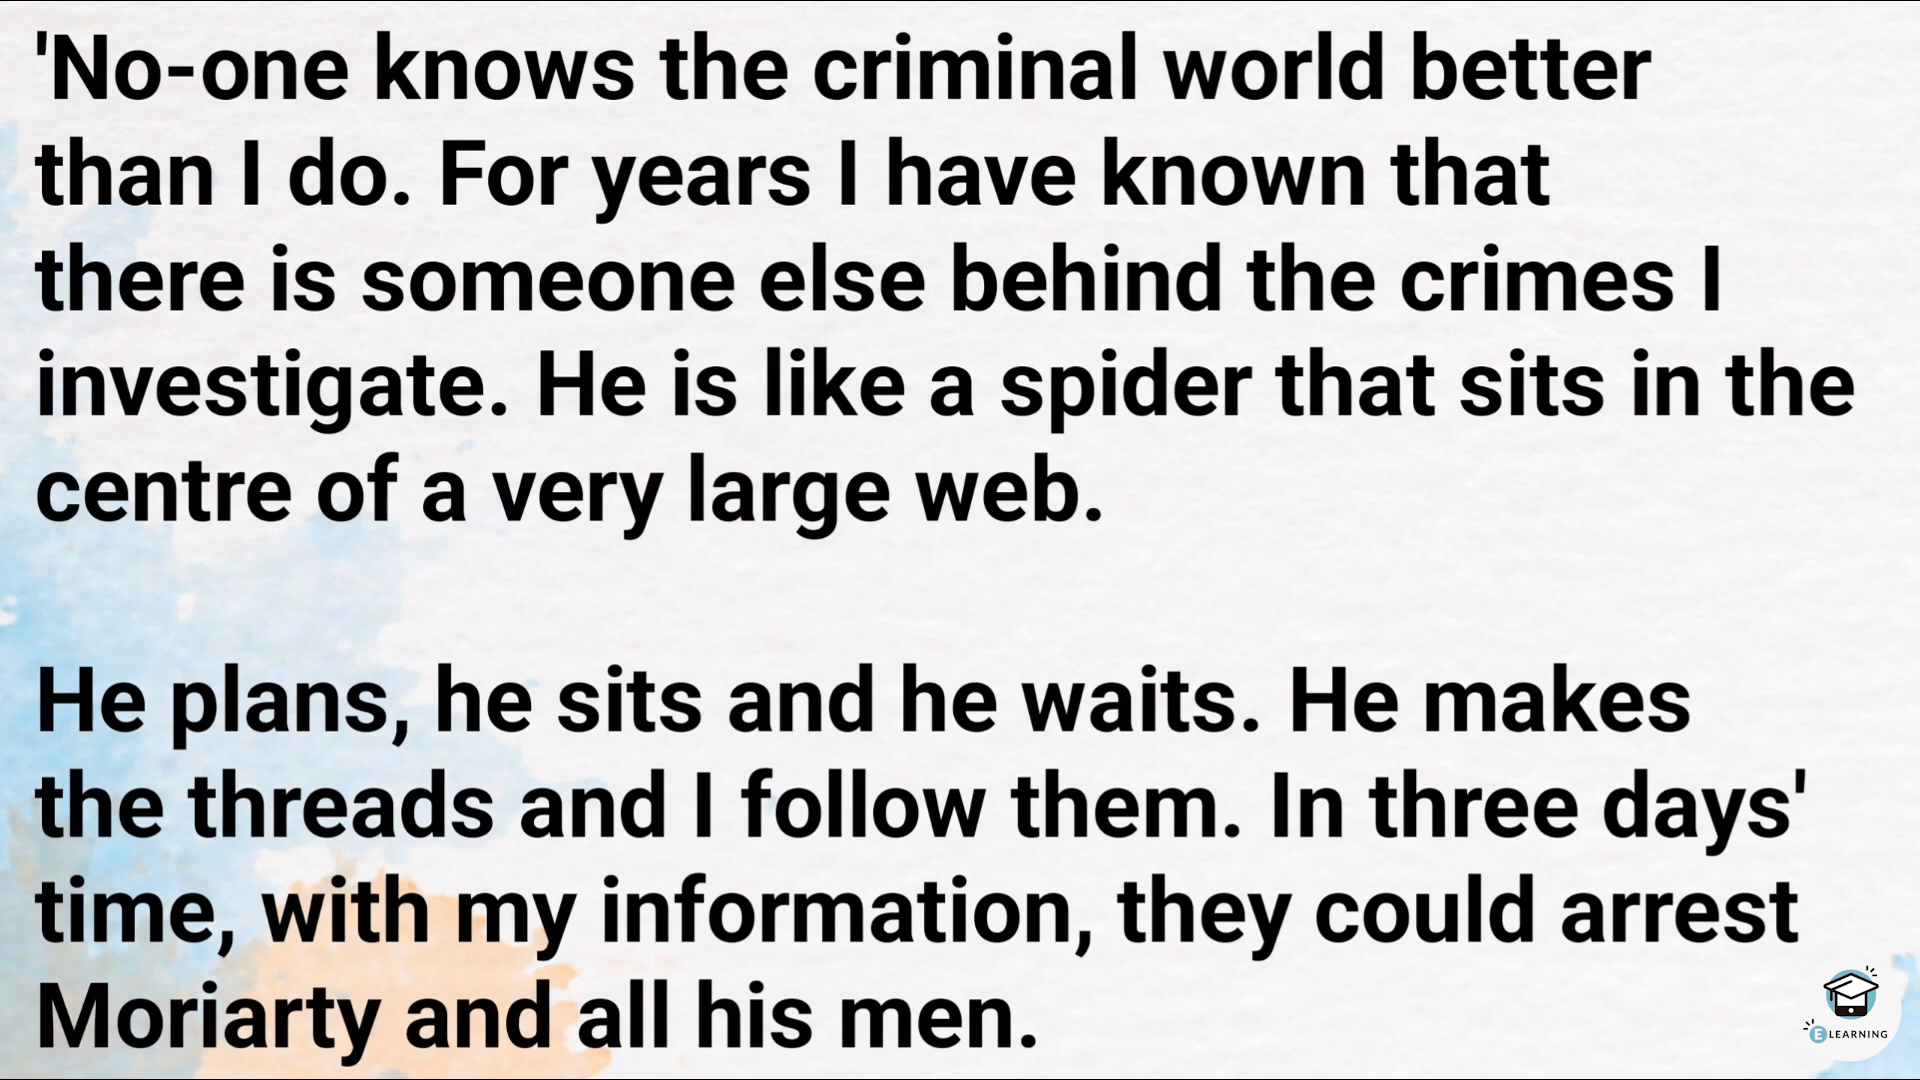 'No-one knows the criminal world better
than I do. For years I have known that
there is someone else behind the crimes I
investigate. He is like a spider that sits in the
centre of a very large web.
He plans, he sits and he waits. He makes
the threads and I follow them. In three days'
time, with my information, they could arrest
Moriarty and all his men.
E LEARNING